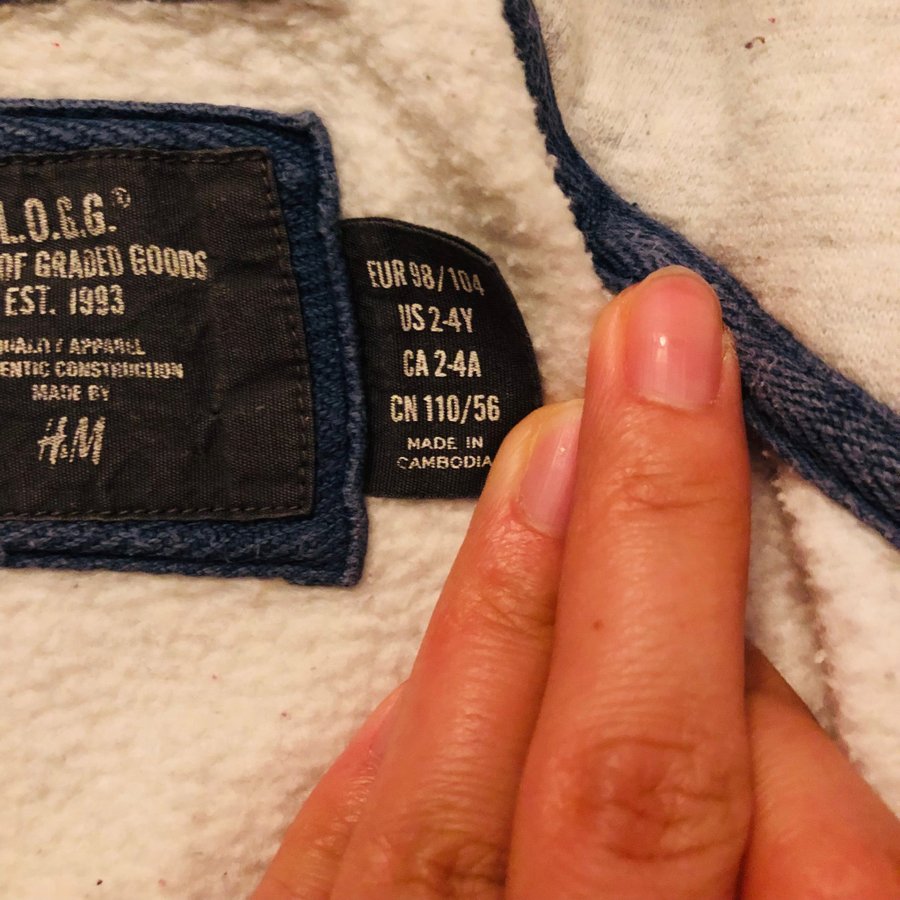 L.O.G.G.®
OF GRADED GOODS
EST. 1993
APPAREL
CONSTRUCTION
MADE BY
H&M
EUR 98/104
US 2-4Y
CA 2-4A
CN 110/56
MADE IN
CAMBODIA